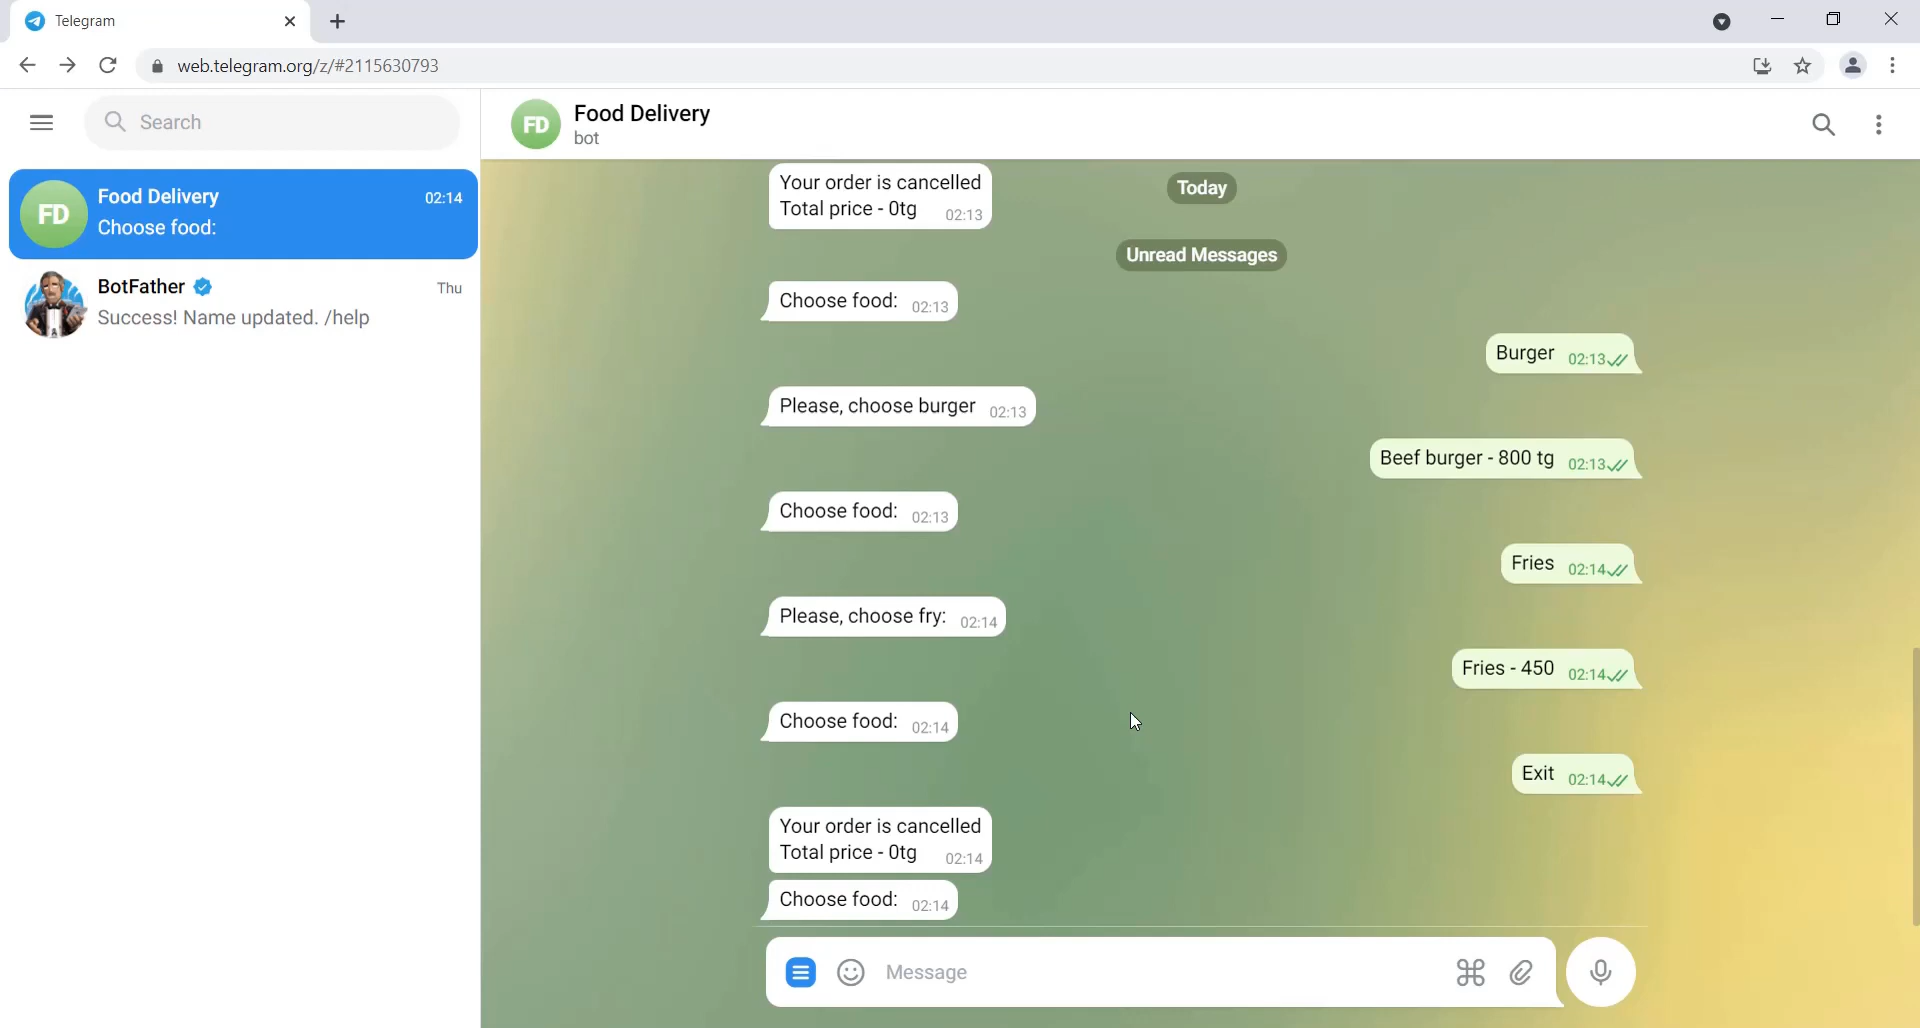 Telegram
web.telegram.org/z/#2115630793
Search
FD
Food Delivery
02:14
Choose food:
BotFather
Thu
Success! Name updated. /help
FD
Food Delivery
bot
Your order is cancelled
Total price - 0tg 02:13
Today
Unread Messages
Choose food: 02:13
Burger 02:13
Please, choose burger 02:13
Beef burger - 800 tg 02:13
Choose food: 02:13
Fries 02:14
Please, choose fry: 02:14
Fries - 450 02:14
Choose food: 02:14
Exit 02:14
Your order is cancelled
Total price - 0tg 02:14
Choose food: 02:14
Message